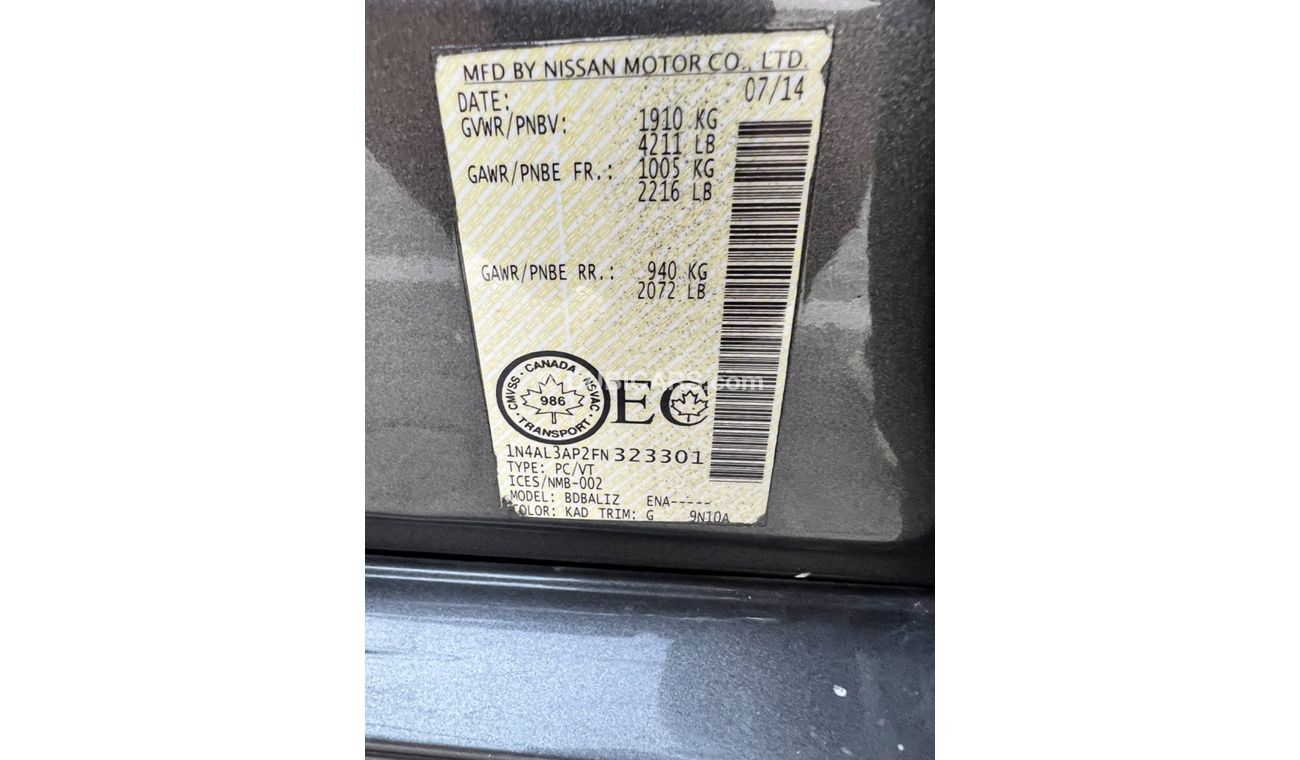 MFD BY NISSAN MOTOR CO., LTD.
DATE: 07/14
GVWR/PNBV: 1910 KG
4211 LB
GAWR/PNBE FR.: 1005 KG
2216 LB
GAWR/PNBE RR.: 940 KG
2072 LB
CANADA
CMVSS · NSVAC
986
TRANSPORT
EC
1N4AL3AP2FN323301
TYPE: PC/VT
ICES/NMB-002
MODEL: BDBALIZ ENA-----
COLOR: KAD TRIM: G 9N10A